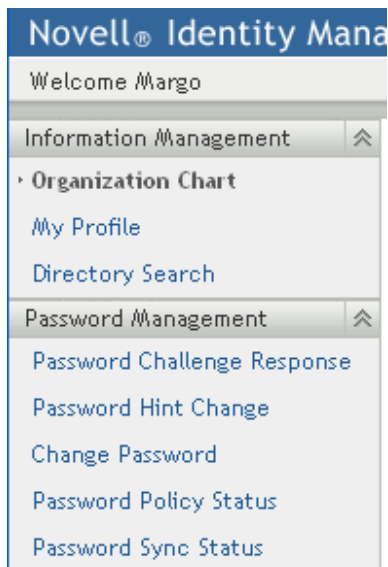 Novell® Identity Mana
Welcome Margo
Information Management
Organization Chart
My Profile
Directory Search
Password Management
Password Challenge Response
Password Hint Change
Change Password
Password Policy Status
Password Sync Status